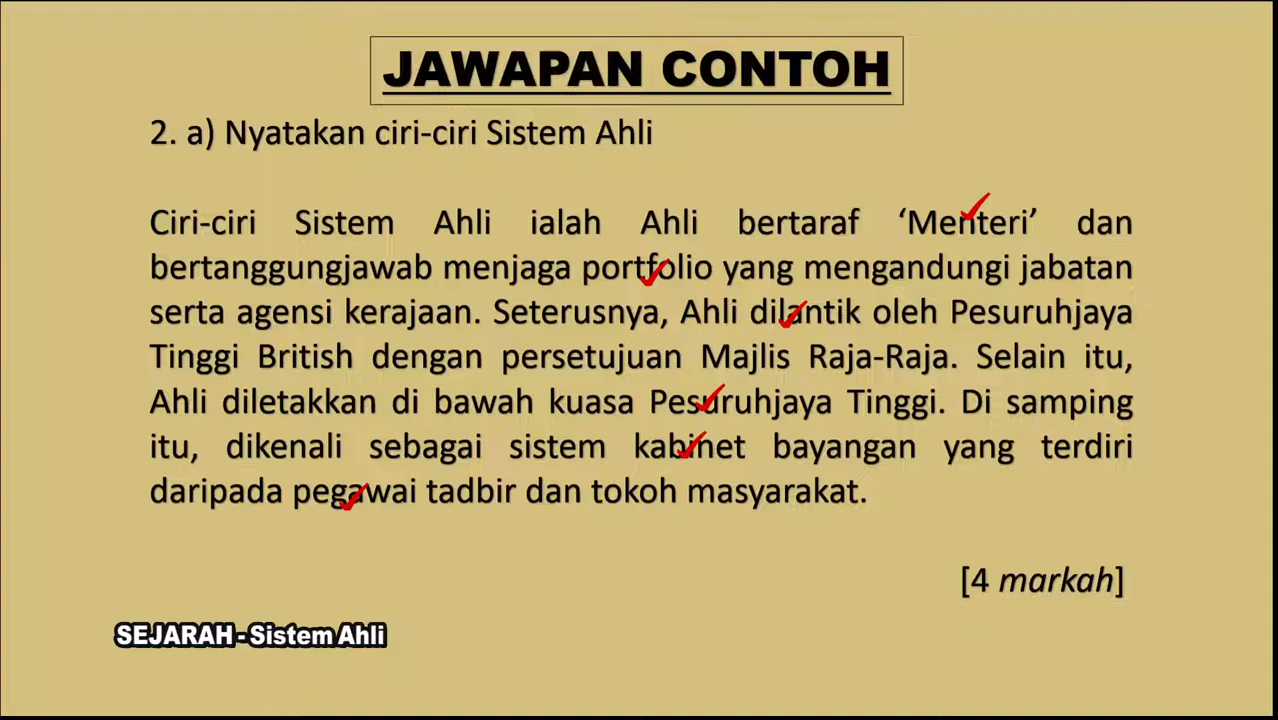 JAWAPAN CONTOH
2. a) Nyatakan ciri-ciri Sistem Ahli
Ciri-ciri Sistem Ahli ialah Ahli bertaraf ‘Menteri’ dan
bertanggungjawab menjaga portfolio yang mengandungi jabatan
serta agensi kerajaan. Seterusnya, Ahli dilantik oleh Pesuruhjaya
Tinggi British dengan persetujuan Majlis Raja-Raja. Selain itu,
Ahli diletakkan di bawah kuasa Pesuruhjaya Tinggi. Di samping
itu, dikenali sebagai sistem kabinet bayangan yang terdiri
daripada pegawai tadbir dan tokoh masyarakat.
[4 markah]
SEJARAH - Sistem Ahli